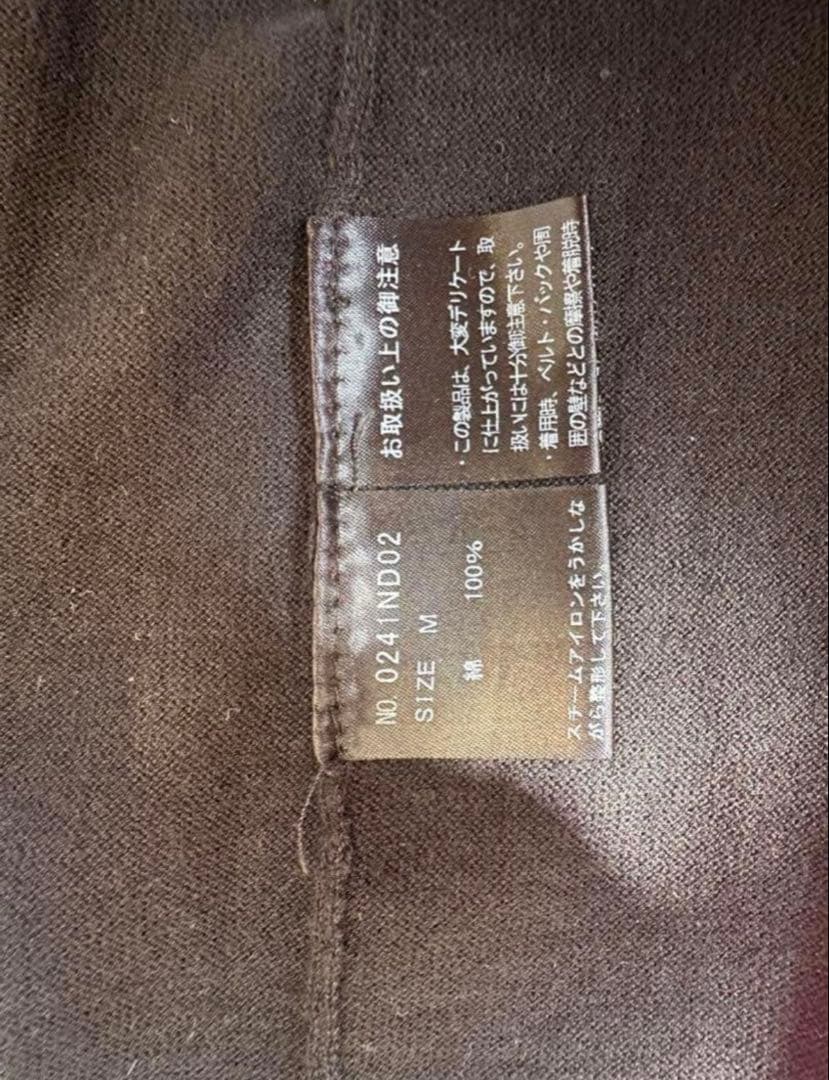 NO. 0241ND02
SIZE M
綿 100%
スチームアイロンをうかしな
がら整形して下さい。
お取扱い上の御注意
・この製品は、大変デリケート
に仕上がっていますので、取
扱いには十分御注意下さい。
・着用時、ベルト・バックや周
囲の壁などとの摩擦や着脱時